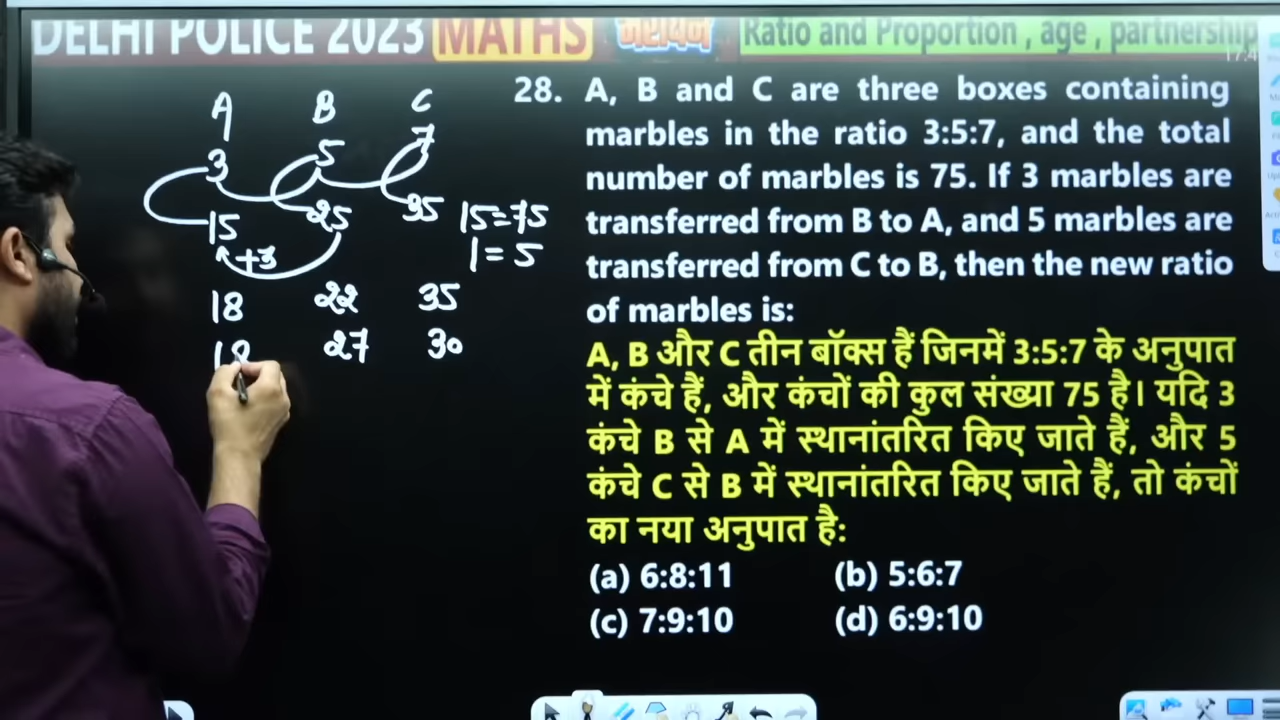 DELHI POLICE 2023 MATHS मैराथन Ratio and Proportion , age , partnership
17:4
A B C
3 5 7
15 25 35 15=75
+3 1=5
18 22 35
18 27 30
28. A, B and C are three boxes containing
marbles in the ratio 3:5:7, and the total
number of marbles is 75. If 3 marbles are
transferred from B to A, and 5 marbles are
transferred from C to B, then the new ratio
of marbles is:
A, B और C तीन बॉक्स हैं जिनमें 3:5:7 के अनुपात
में कंचे हैं, और कंचों की कुल संख्या 75 है। यदि 3
कंचे B से A में स्थानांतरित किए जाते हैं, और 5
कंचे C से B में स्थानांतरित किए जाते हैं, तो कंचों
का नया अनुपात है:
(a) 6:8:11 (b) 5:6:7
(c) 7:9:10 (d) 6:9:10